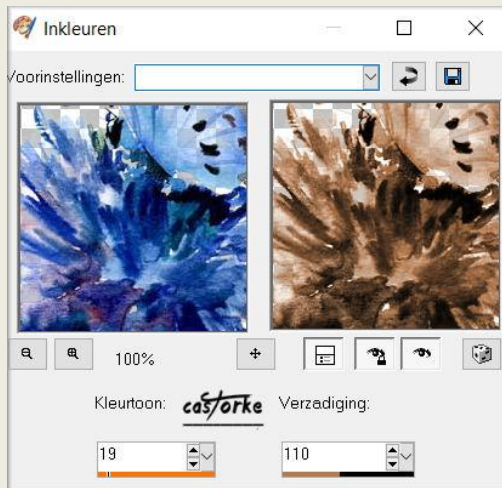 Inkleuren
Voorinstellingen:
100%
Kleurtoon: castorke Verzadiging:
19 110